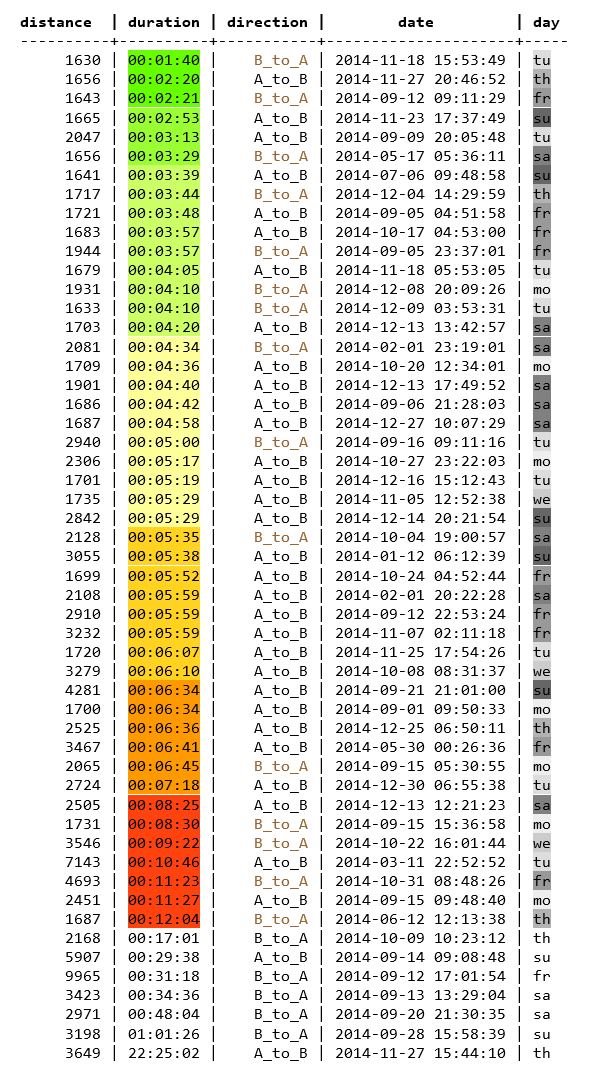 distance | duration | direction | date | day
----------+----------+------------+---------------------+-----
1630 | 00:01:40 | B_to_A | 2014-11-18 15:53:49 | tu
1656 | 00:02:20 | A_to_B | 2014-11-27 20:46:52 | th
1643 | 00:02:21 | B_to_A | 2014-09-12 09:11:29 | fr
1665 | 00:02:53 | A_to_B | 2014-11-23 17:37:49 | su
2047 | 00:03:13 | A_to_B | 2014-09-09 20:05:48 | tu
1656 | 00:03:29 | B_to_A | 2014-05-17 05:36:11 | sa
1641 | 00:03:39 | A_to_B | 2014-07-06 09:48:58 | su
1717 | 00:03:44 | B_to_A | 2014-12-04 14:29:59 | th
1721 | 00:03:48 | A_to_B | 2014-09-05 04:51:58 | fr
1683 | 00:03:57 | A_to_B | 2014-10-17 04:53:00 | fr
1944 | 00:03:57 | B_to_A | 2014-09-05 23:37:01 | fr
1679 | 00:04:05 | A_to_B | 2014-11-18 05:53:05 | tu
1931 | 00:04:10 | B_to_A | 2014-12-08 20:09:26 | mo
1633 | 00:04:10 | B_to_A | 2014-12-09 03:53:31 | tu
1703 | 00:04:20 | A_to_B | 2014-12-13 13:42:57 | sa
2081 | 00:04:34 | B_to_A | 2014-02-01 23:19:01 | sa
1709 | 00:04:36 | A_to_B | 2014-10-20 12:34:01 | mo
1901 | 00:04:40 | A_to_B | 2014-12-13 17:49:52 | sa
1686 | 00:04:42 | A_to_B | 2014-09-06 21:28:03 | sa
1687 | 00:04:58 | A_to_B | 2014-12-27 10:07:29 | sa
2940 | 00:05:00 | B_to_A | 2014-09-16 09:11:16 | tu
2306 | 00:05:17 | A_to_B | 2014-10-27 23:22:03 | mo
1701 | 00:05:19 | A_to_B | 2014-12-16 15:12:43 | tu
1735 | 00:05:29 | A_to_B | 2014-11-05 12:52:38 | we
2842 | 00:05:29 | A_to_B | 2014-12-14 20:21:54 | su
2128 | 00:05:35 | B_to_A | 2014-10-04 19:00:57 | sa
3055 | 00:05:38 | A_to_B | 2014-01-12 06:12:39 | su
1699 | 00:05:52 | A_to_B | 2014-10-24 04:52:44 | fr
2108 | 00:05:59 | A_to_B | 2014-02-01 20:22:28 | sa
2910 | 00:05:59 | A_to_B | 2014-09-12 22:53:24 | fr
3232 | 00:05:59 | A_to_B | 2014-11-07 02:11:18 | fr
1720 | 00:06:07 | A_to_B | 2014-11-25 17:54:26 | tu
3279 | 00:06:10 | A_to_B | 2014-10-08 08:31:37 | we
4281 | 00:06:34 | A_to_B | 2014-09-21 21:01:00 | su
1700 | 00:06:34 | A_to_B | 2014-09-01 09:50:33 | mo
2525 | 00:06:36 | A_to_B | 2014-12-25 06:50:11 | th
3467 | 00:06:41 | A_to_B | 2014-05-30 00:26:36 | fr
2065 | 00:06:45 | B_to_A | 2014-09-15 05:30:55 | mo
2724 | 00:07:18 | A_to_B | 2014-12-30 06:55:38 | tu
2505 | 00:08:25 | A_to_B | 2014-12-13 12:21:23 | sa
1731 | 00:08:30 | B_to_A | 2014-09-15 15:36:58 | mo
3546 | 00:09:22 | B_to_A | 2014-10-22 16:01:44 | we
7143 | 00:10:46 | A_to_B | 2014-03-11 22:52:52 | tu
4693 | 00:11:23 | B_to_A | 2014-10-31 08:48:26 | fr
2451 | 00:11:27 | A_to_B | 2014-09-15 09:48:40 | mo
1687 | 00:12:04 | B_to_A | 2014-06-12 12:13:38 | th
2168 | 00:17:01 | B_to_A | 2014-10-09 10:23:12 | th
5907 | 00:29:38 | A_to_B | 2014-09-14 09:08:48 | su
9965 | 00:31:18 | B_to_A | 2014-09-12 17:01:54 | fr
3423 | 00:34:36 | B_to_A | 2014-09-13 13:29:04 | sa
2971 | 00:48:04 | B_to_A | 2014-09-20 21:30:35 | sa
3198 | 01:01:26 | B_to_A | 2014-09-28 15:58:39 | su
3649 | 22:25:02 | A_to_B | 2014-11-27 15:44:10 | th